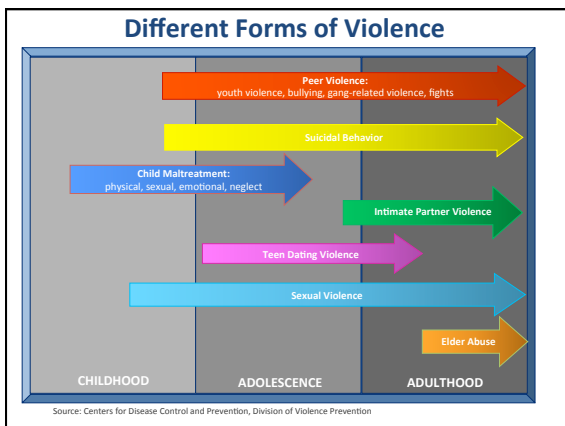 Different Forms of Violence
Peer Violence:
youth violence, bullying, gang-related violence, fights
Suicidal Behavior
Child Maltreatment:
physical, sexual, emotional, neglect
Intimate Partner Violence
Teen Dating Violence
Sexual Violence
Elder Abuse
CHILDHOOD
ADOLESCENCE
ADULTHOOD
Source: Centers for Disease Control and Prevention, Division of Violence Prevention